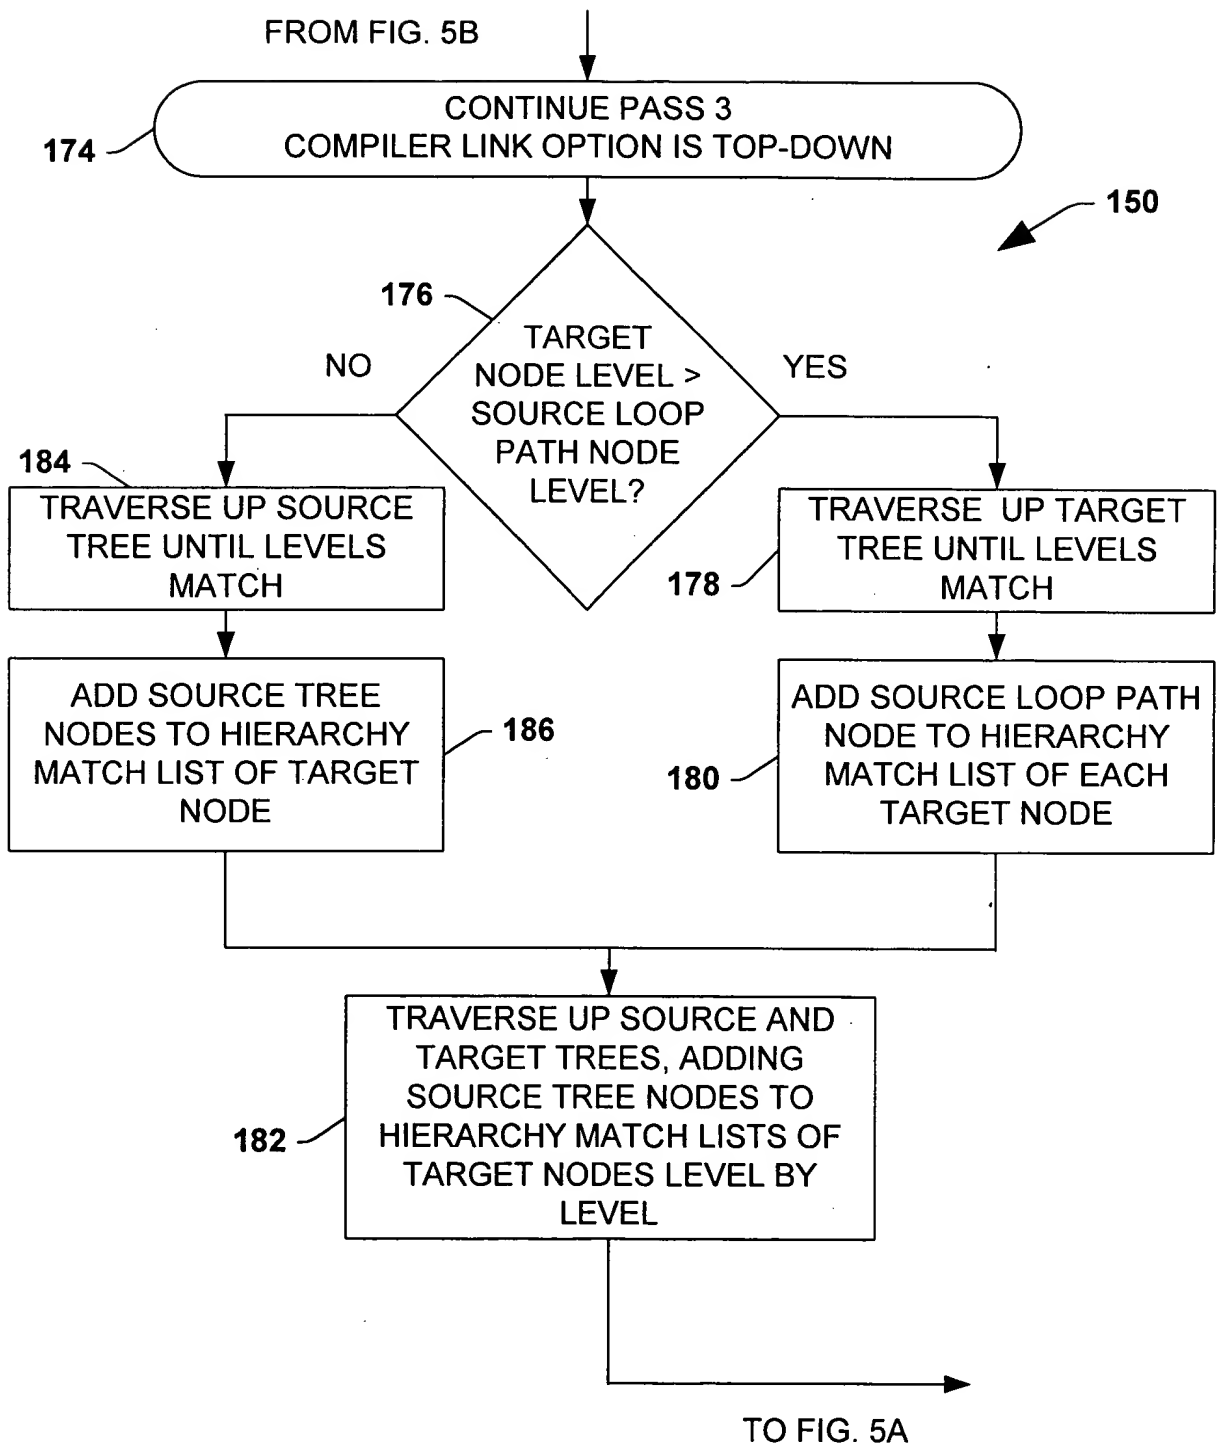 FROM FIG. 5B
CONTINUE PASS 3
COMPILER LINK OPTION IS TOP-DOWN
174
150
176
TARGET
NODE LEVEL >
SOURCE LOOP
PATH NODE
LEVEL?
NO
YES
184
TRAVERSE UP SOURCE
TREE UNTIL LEVELS
MATCH
TRAVERSE UP TARGET
TREE UNTIL LEVELS
MATCH
178
ADD SOURCE TREE
NODES TO HIERARCHY
MATCH LIST OF TARGET
NODE
186
ADD SOURCE LOOP PATH
NODE TO HIERARCHY
MATCH LIST OF EACH
TARGET NODE
180
TRAVERSE UP SOURCE AND
TARGET TREES, ADDING
SOURCE TREE NODES TO
HIERARCHY MATCH LISTS OF
TARGET NODES LEVEL BY
LEVEL
182
TO FIG. 5A